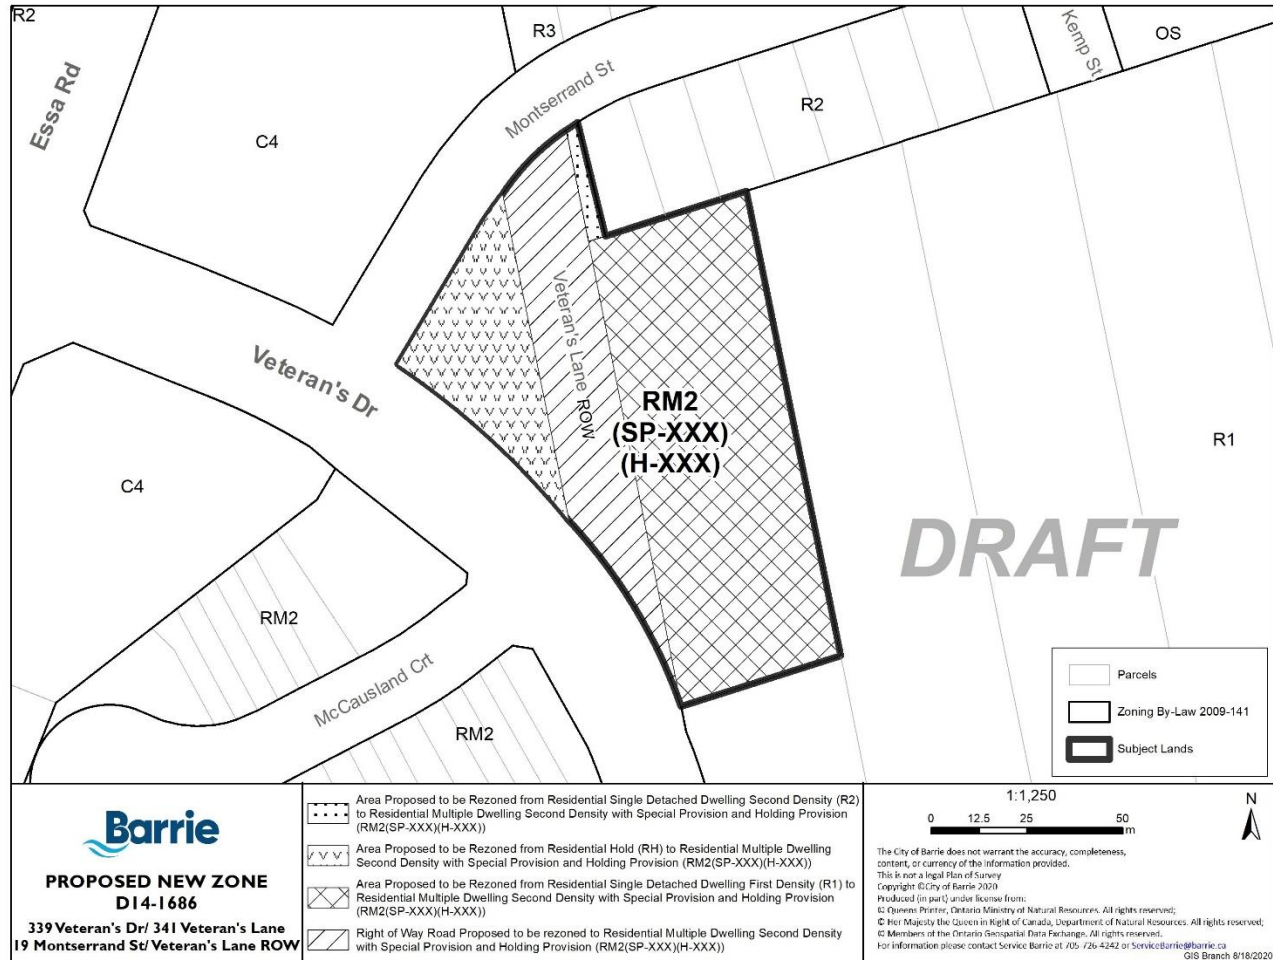 R2
R3
Kemp St
OS
Essa Rd
Montserrand St
R2
C4
Veteran's Lane ROW
Veteran's Dr
RM2
(SP-XXX)
(H-XXX)
R1
C4
DRAFT
RM2
McCausland Crt
RM2
Parcels
Zoning By-Law 2009-141
Subject Lands
Barrie
PROPOSED NEW ZONE
D14-1686
339 Veteran's Dr/ 341 Veteran's Lane
19 Montserrand St/ Veteran's Lane ROW
Area Proposed to be Rezoned from Residential Single Detached Dwelling Second Density (R2)
to Residential Multiple Dwelling Second Density with Special Provision and Holding Provision
(RM2(SP-XXX)(H-XXX))
Area Proposed to be Rezoned from Residential Hold (RH) to Residential Multiple Dwelling
Second Density with Special Provision and Holding Provision (RM2(SP-XXX)(H-XXX))
Area Proposed to be Rezoned from Residential Single Detached Dwelling First Density (R1) to
Residential Multiple Dwelling Second Density with Special Provision and Holding Provision
(RM2(SP-XXX)(H-XXX))
Right of Way Road Proposed to be rezoned to Residential Multiple Dwelling Second Density
with Special Provision and Holding Provision (RM2(SP-XXX)(H-XXX))
1:1,250
0 12.5 25 50
m
N
The City of Barrie does not warrant the accuracy, completeness,
content, or currency of the information provided.
This is not a legal Plan of Survey
Copyright ©City of Barrie 2020
Produced (in part) under license from:
© Queens Printer, Ontario Ministry of Natural Resources. All rights reserved;
© Her Majesty the Queen in Right of Canada, Department of Natural Resources. All rights reserved;
© Members of the Ontario Geospatial Data Exchange. All rights reserved.
For information please contact Service Barrie at 705-726-4242 or ServiceBarrie@barrie.ca
GIS Branch 8/18/2020